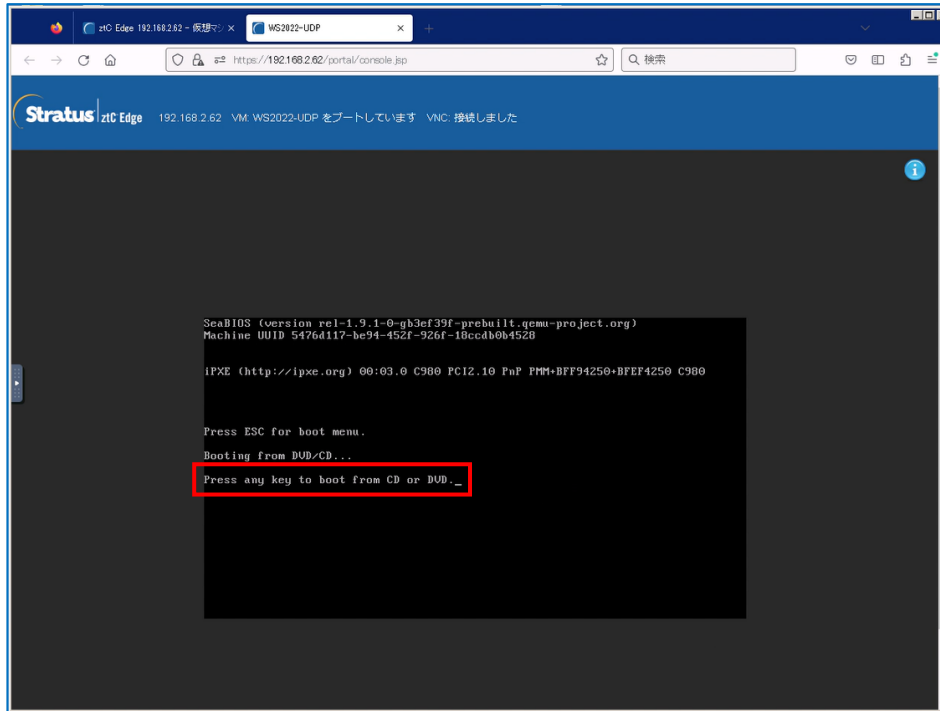 ztC Edge 192.168.2.62 - 仮想マシ
WS2022-UDP
https://192.168.2.62/portal/console.jsp
検索
Stratus ztC Edge 192.168.2.62 VM: WS2022-UDP をブートしています VNC: 接続しました
SeaBIOS (version rel-1.9.1-0-gb3ef39f-prebuilt.qemu-project.org)
Machine UUID 5476d117-be94-452f-926f-18ccdb0b4528
iPXE (http://ipxe.org) 00:03.0 C980 PCI2.10 PnP PMM+BFF94250+BFEF4250 C980
Press ESC for boot menu.
Booting from DVD/CD...
Press any key to boot from CD or DVD._